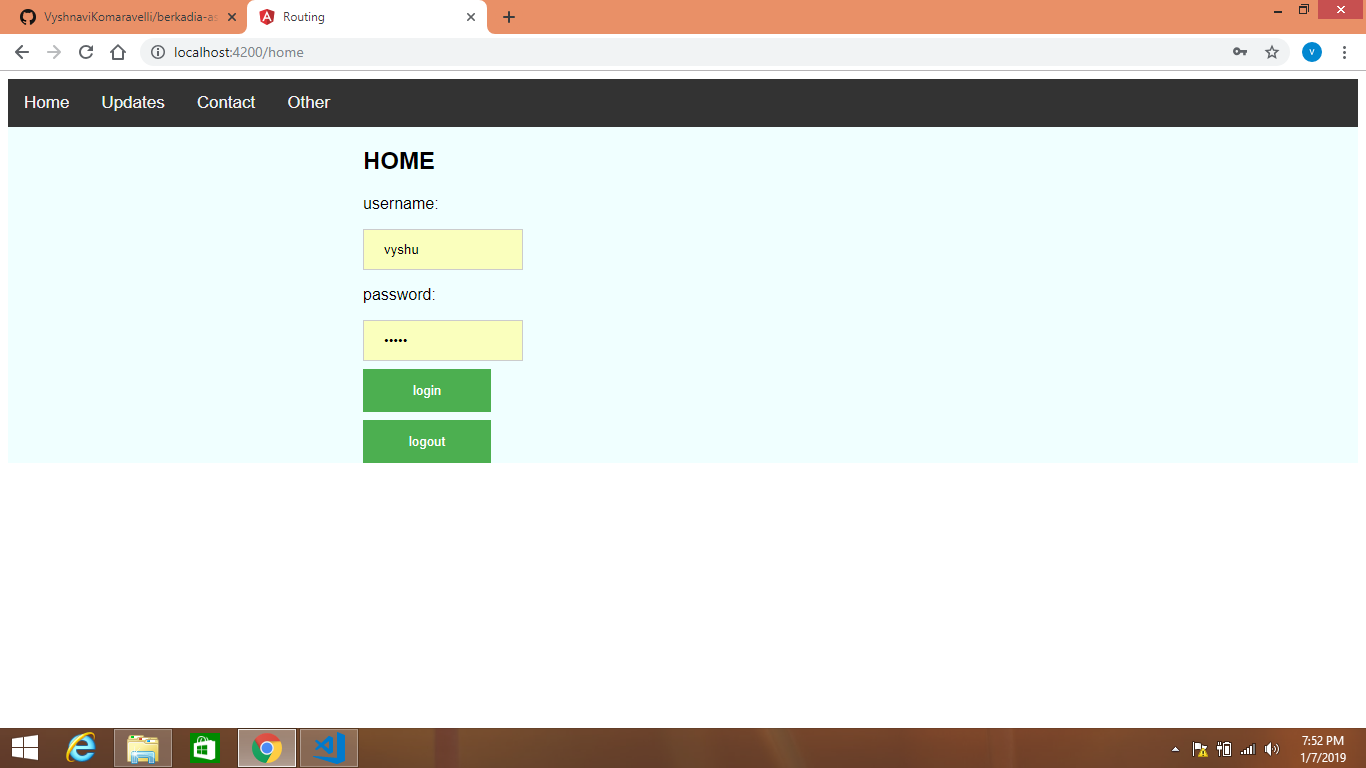 VyshnaviKomaravelli/berkadia-as
Routing
localhost:4200/home
v
Home Updates Contact Other
HOME
username:
vyshu
password:
•••••
login
logout
7:52 PM
1/7/2019